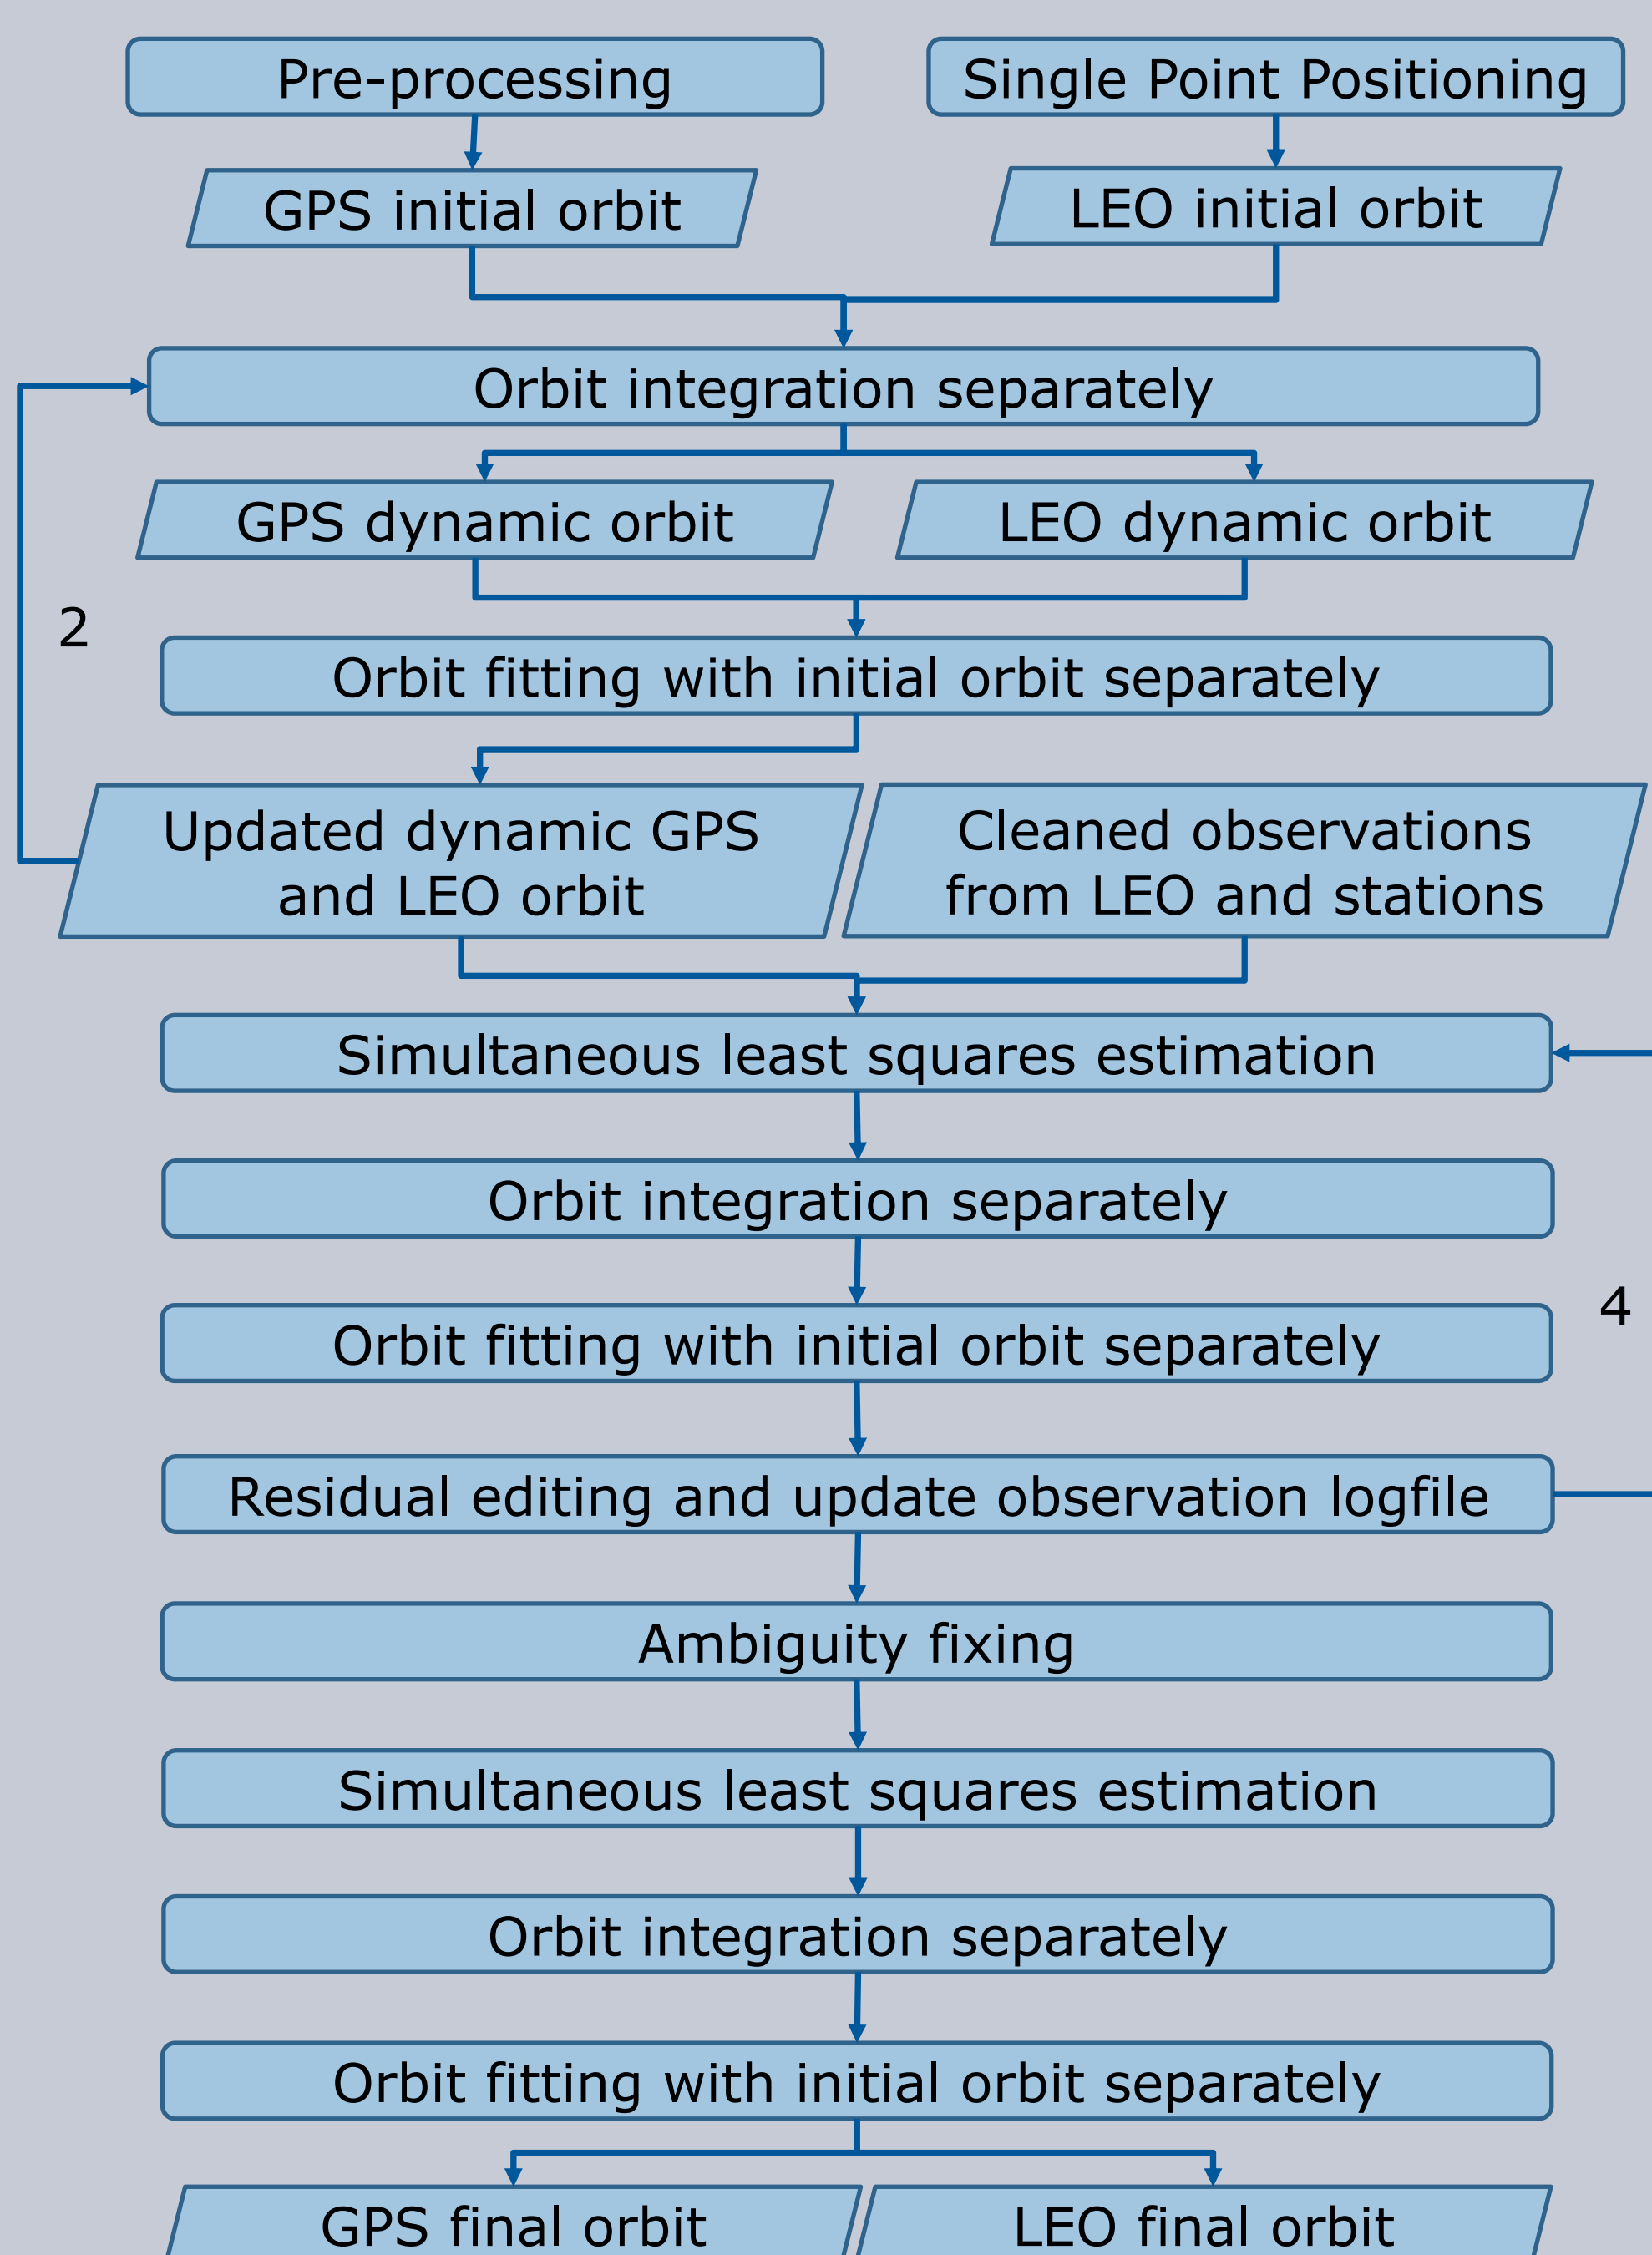 Pre-processing
Single Point Positioning
GPS initial orbit
LEO initial orbit
Orbit integration separately
GPS dynamic orbit
LEO dynamic orbit
2
Orbit fitting with initial orbit separately
Updated dynamic GPS
and LEO orbit
Cleaned observations
from LEO and stations
Simultaneous least squares estimation
Orbit integration separately
4
Orbit fitting with initial orbit separately
Residual editing and update observation logfile
Ambiguity fixing
Simultaneous least squares estimation
Orbit integration separately
Orbit fitting with initial orbit separately
GPS final orbit
LEO final orbit